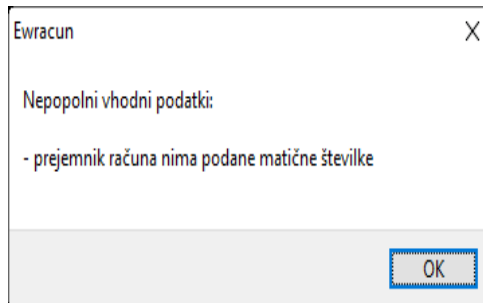 Ewracun
Nepopolni vhodni podatki:
- prejemnik računa nima podane matične številke
OK